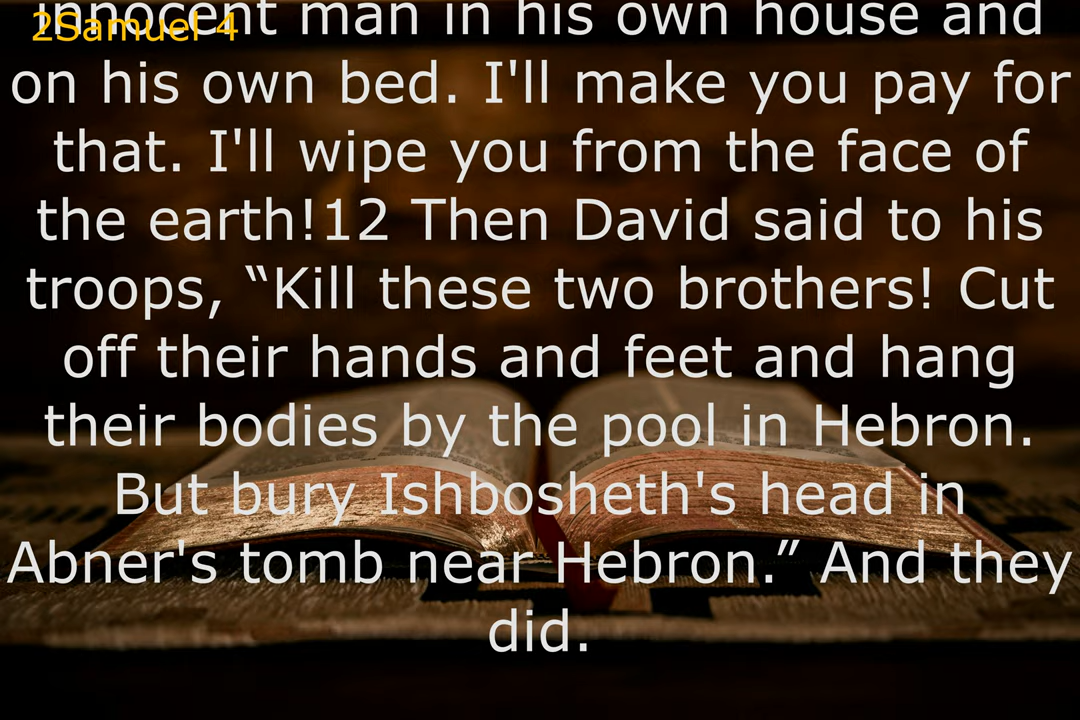 innocent man in his own house and
2Samuel 4
on his own bed. I'll make you pay for
that. I'll wipe you from the face of
the earth!12 Then David said to his
troops, “Kill these two brothers! Cut
off their hands and feet and hang
their bodies by the pool in Hebron.
But bury Ishbosheth's head in
Abner's tomb near Hebron.” And they
did.